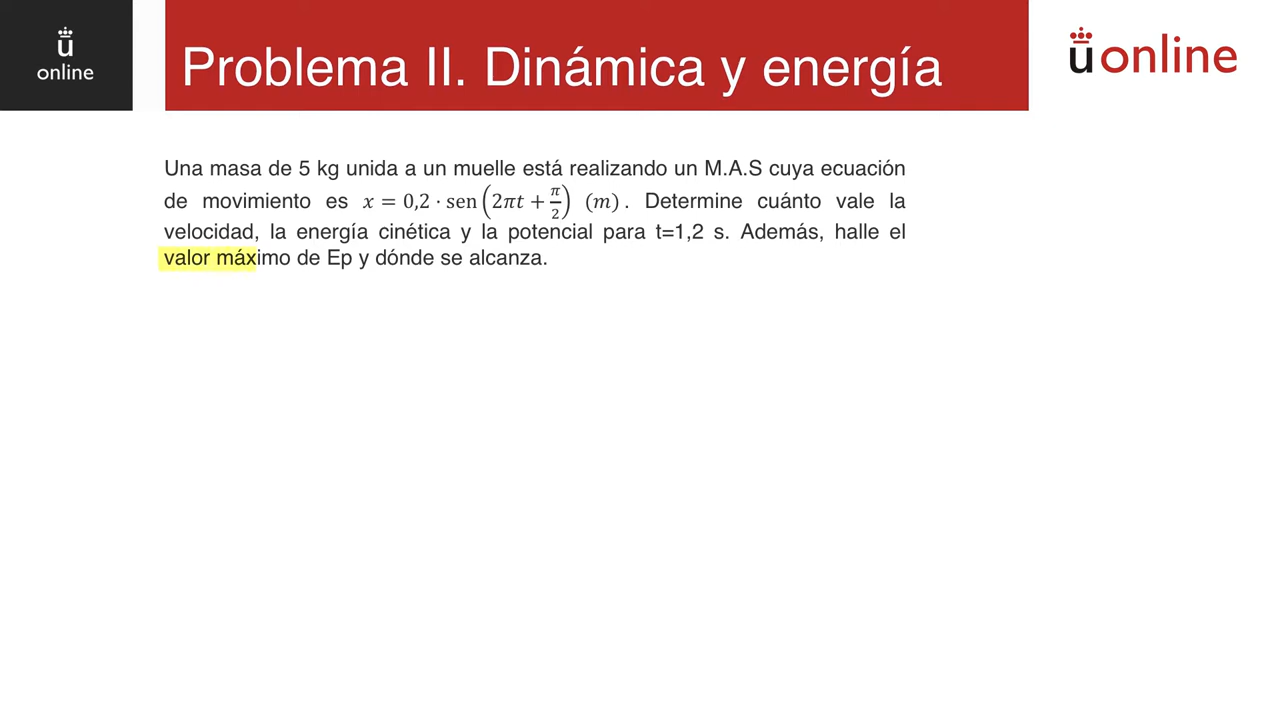 u
online
Problema II. Dinámica y energía
u online
Una masa de 5 kg unida a un muelle está realizando un M.A.S cuya ecuación
de movimiento es x = 0,2 · sen(2πt + π/2) (m) . Determine cuánto vale la
velocidad, la energía cinética y la potencial para t=1,2 s. Además, halle el
valor máximo de Ep y dónde se alcanza.